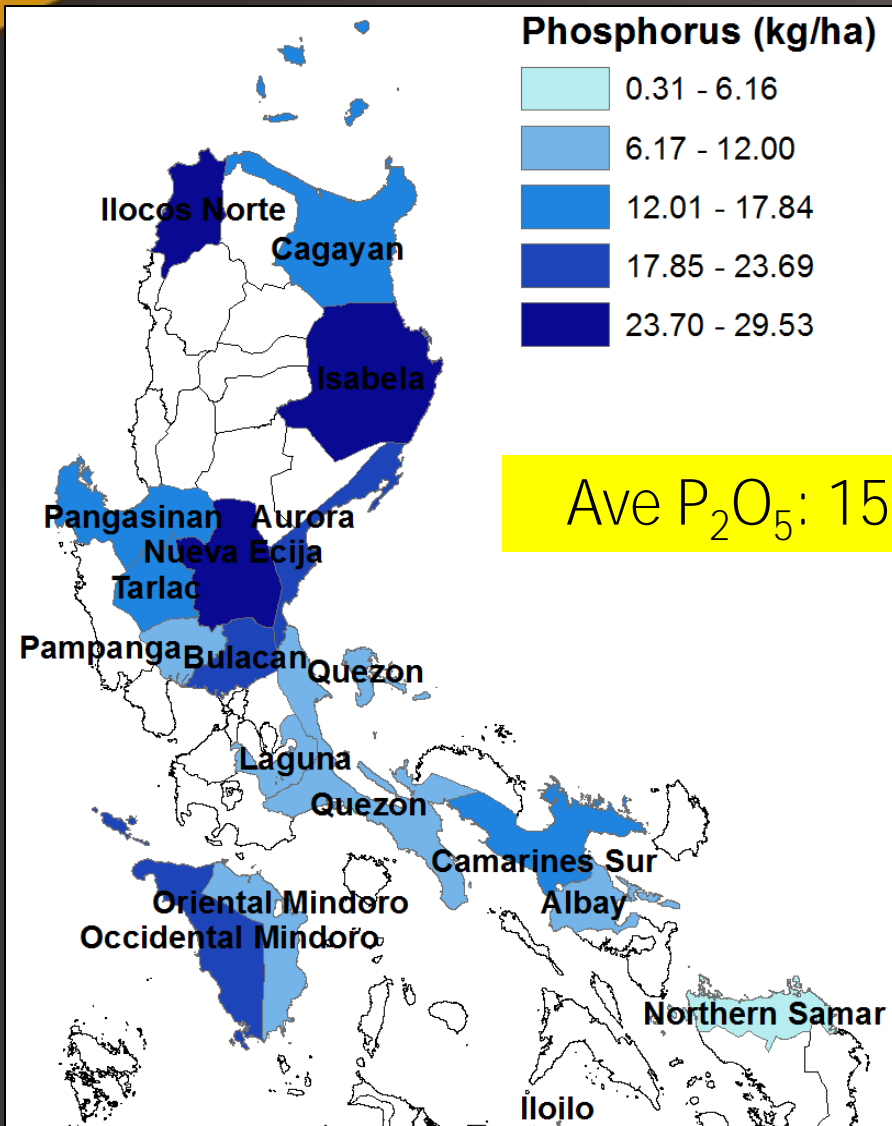 Phosphorus (kg/ha)
0.31 - 6.16
6.17 - 12.00
12.01 - 17.84
17.85 - 23.69
23.70 - 29.53
Ilocos Norte
Cagayan
Isabela
Ave P₂O₅: 15
Pangasinan
Aurora
Nueva Ecija
Tarlac
Pampanga
Bulacan
Quezon
Laguna
Quezon
Camarines Sur
Oriental Mindoro
Albay
Occidental Mindoro
Northern Samar
Iloilo